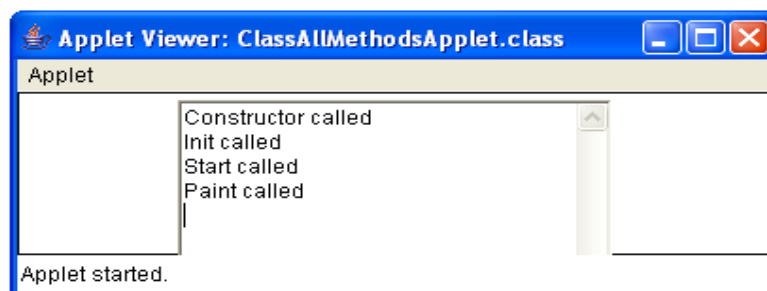 Applet Viewer: ClassAllMethodsApplet.class
Applet
Constructor called
Init called
Start called
Paint called
Applet started.